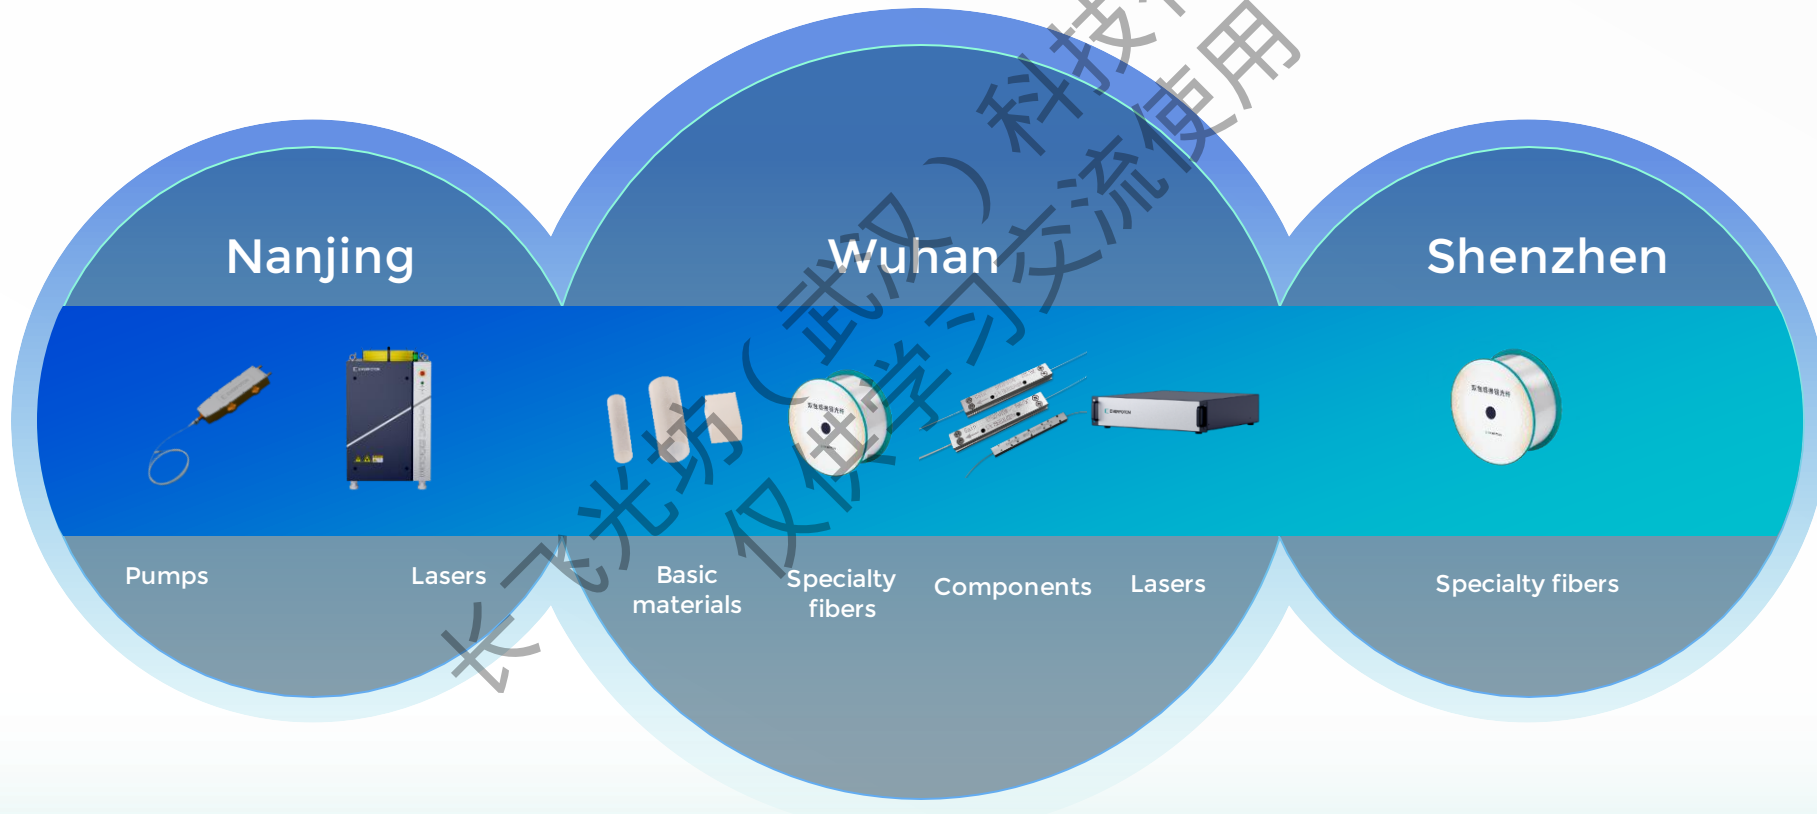 Nanjing
Wuhan
Shenzhen
Pumps
Lasers
Basic
materials
Specialty
fibers
Components
Lasers
Specialty fibers
长飞光坊（武汉）科技
仅供学习交流使用